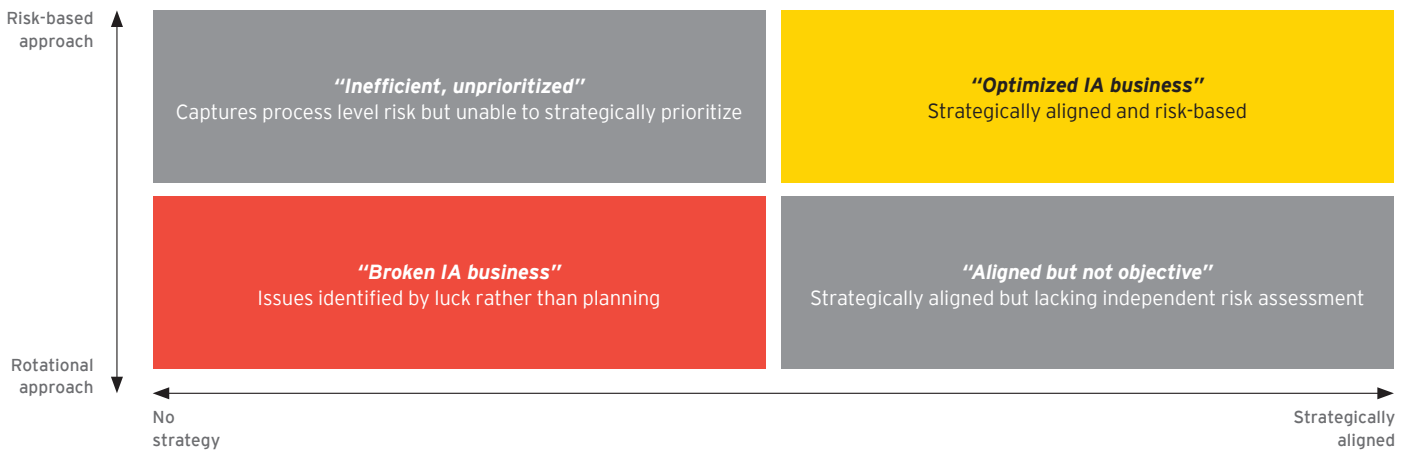 Risk-based
approach
“Inefficient, unprioritized”
Captures process level risk but unable to strategically prioritize
“Optimized IA business”
Strategically aligned and risk-based
“Broken IA business”
Issues identified by luck rather than planning
“Aligned but not objective”
Strategically aligned but lacking independent risk assessment
Rotational
approach
No
strategy
Strategically
aligned